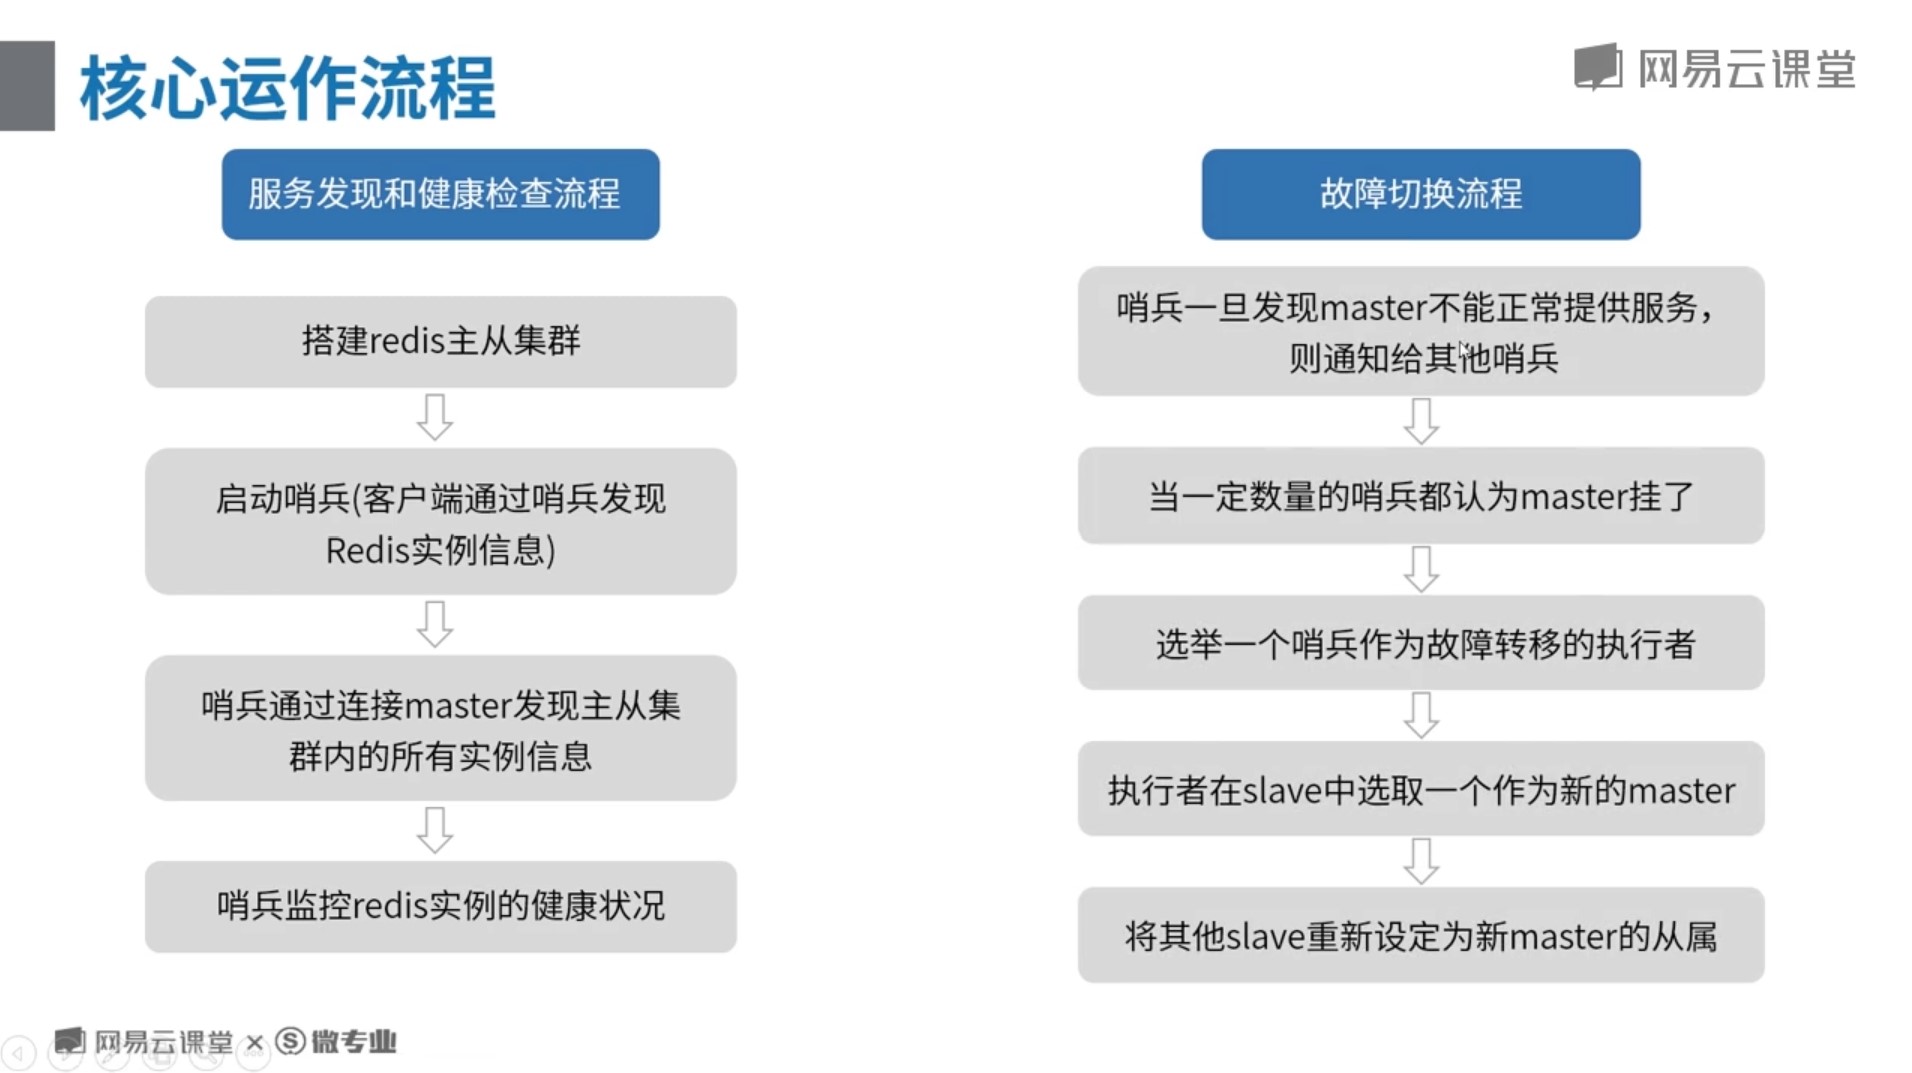 核心运作流程
网易云课堂
服务发现和健康检查流程
搭建redis主从集群
启动哨兵(客户端通过哨兵发现
Redis实例信息)
哨兵通过连接master发现主从集
群内的所有实例信息
哨兵监控redis实例的健康状况
故障切换流程
哨兵一旦发现master不能正常提供服务，
则通知给其他哨兵
当一定数量的哨兵都认为master挂了
选举一个哨兵作为故障转移的执行者
执行者在slave中选取一个作为新的master
将其他slave重新设定为新master的从属
网易云课堂 × 微专业